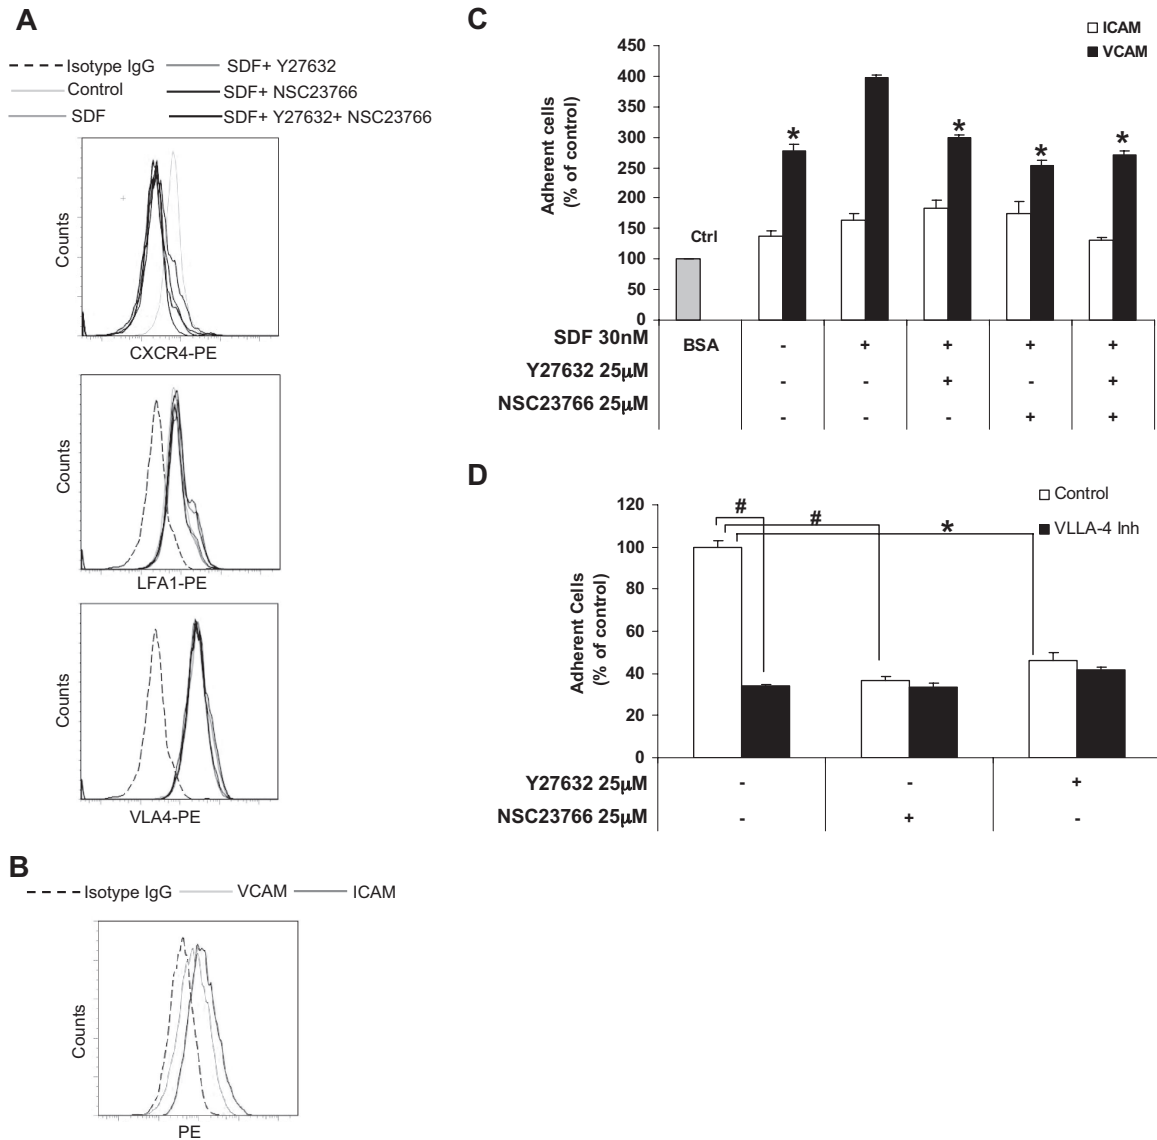 A
Isotype IgG
SDF+ Y27632
Control
SDF+ NSC23766
SDF
SDF+ Y27632+ NSC23766
Counts
CXCR4-PE
Counts
LFA1-PE
Counts
VLA4-PE
B
Isotype IgG
VCAM
ICAM
Counts
PE
C
ICAM
VCAM
Adherent cells
(% of control)
450
400
350
300
250
200
150
100
50
0
Ctrl
* * * *
SDF 30nM BSA - + + + +
Y27632 25µM - - + - +
NSC23766 25µM - - - + +
D
Control
VLLA-4 Inh
Adherent Cells
(% of control)
120
100
80
60
40
20
0
# # *
Y27632 25µM - - +
NSC23766 25µM - + -